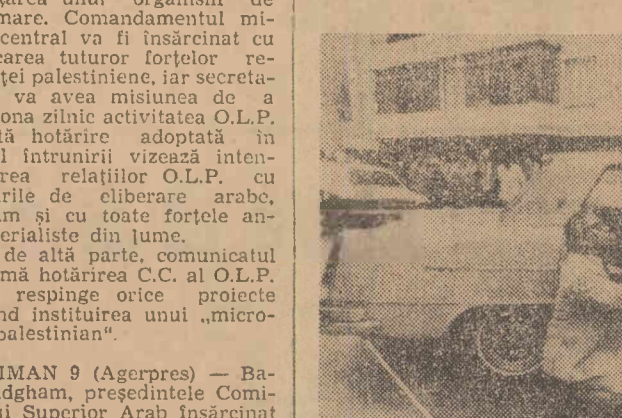 unui organism de
mare. Comandamentul mi-
central va fi însărcinat cu
carea tuturor forțelor re-
ței palestiniene, iar secreta-
va avea misiunea de a
ona zilnic activitatea O.L.P.
tă hotărîre adoptată în
l întrunirii vizează inten-
rea relațiilor O.L.P. cu
rile de eliberare arabe,
am și cu toate forțele an-
erialiste din lume.
de altă parte, comunicatul
mă hotărîrea C.C. al O.L.P.
respinge orice proiecte
nd instituirea unui „micro-
palestinian“.
IMAN 9 (Agerpres) — Ba-
dgham, președintele Comi-
ui Superior Arab însărcinat